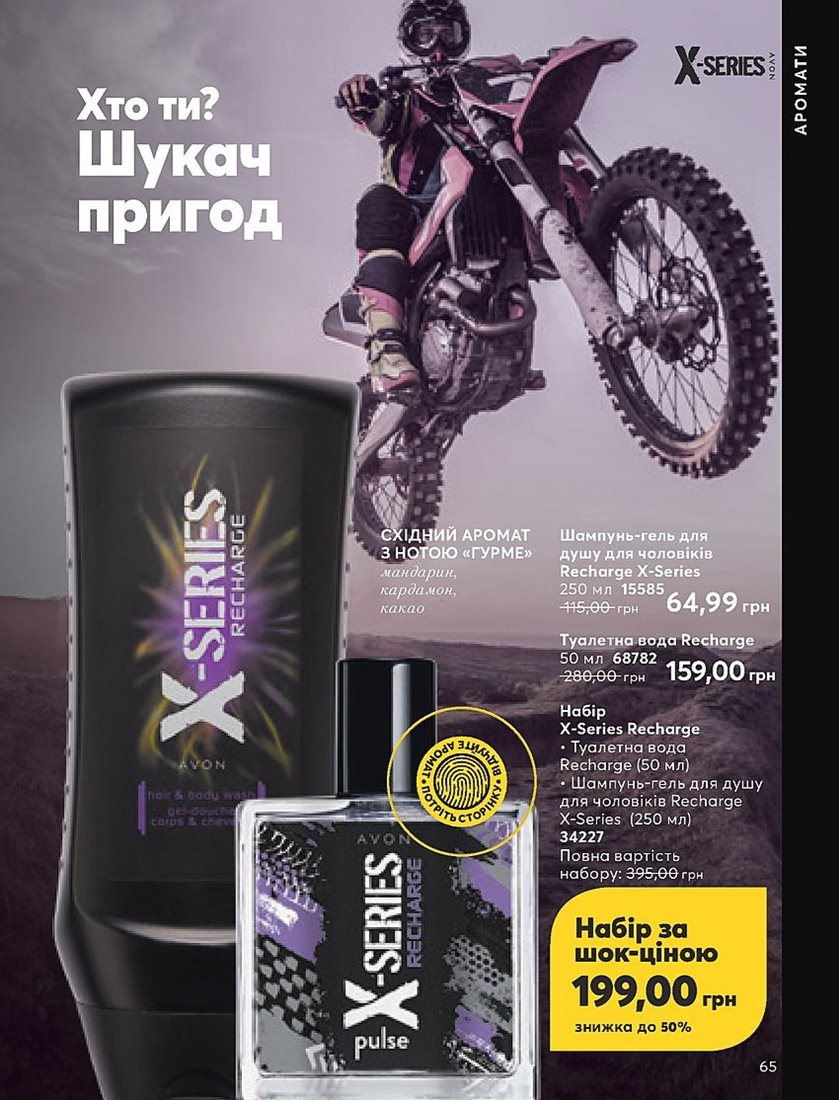 X-SERIES AVON
АРОМАТИ
Хто ти?
Шукач
пригод
X-SERIES
RECHARGE
AVON
hair & body wash
gel-douche
corps & cheve
СХІДНИЙ АРОМАТ
З НОТОЮ «ГУРМЕ»
мандарин,
кардамон,
какао
Шампунь-гель для
душу для чоловіків
Recharge X-Series
250 мл 15585
115,00 грн 64,99 грн
Туалетна вода Recharge
50 мл 68782
280,00 грн 159,00 грн
Набір
X-Series Recharge
• Туалетна вода
Recharge (50 мл)
• Шампунь-гель для душу
для чоловіків Recharge
X-Series (250 мл)
34227
Повна вартість
набору: 395,00 грн
ВІДЧУЙТЕ АРОМАТ • ПОТРІТЬ СТОРІНКУ •
AVON
X-SERIES
RECHARGE
pulse
Набір за
шок-ціною
199,00 грн
знижка до 50%
65